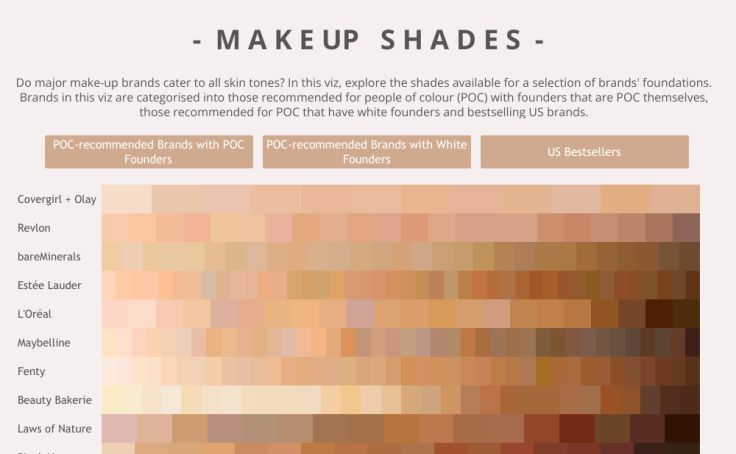 - MAKEUP SHADES -
Do major make-up brands cater to all skin tones? In this viz, explore the shades available for a selection of brands' foundations.
Brands in this viz are categorised into those recommended for people of colour (POC) with founders that are POC themselves,
those recommended for POC that have white founders and bestselling US brands.
POC-recommended Brands with POC
Founders
POC-recommended Brands with White
Founders
US Bestsellers
Covergirl + Olay
Revlon
bareMinerals
Estée Lauder
L'Oréal
Maybelline
Fenty
Beauty Bakerie
Laws of Nature